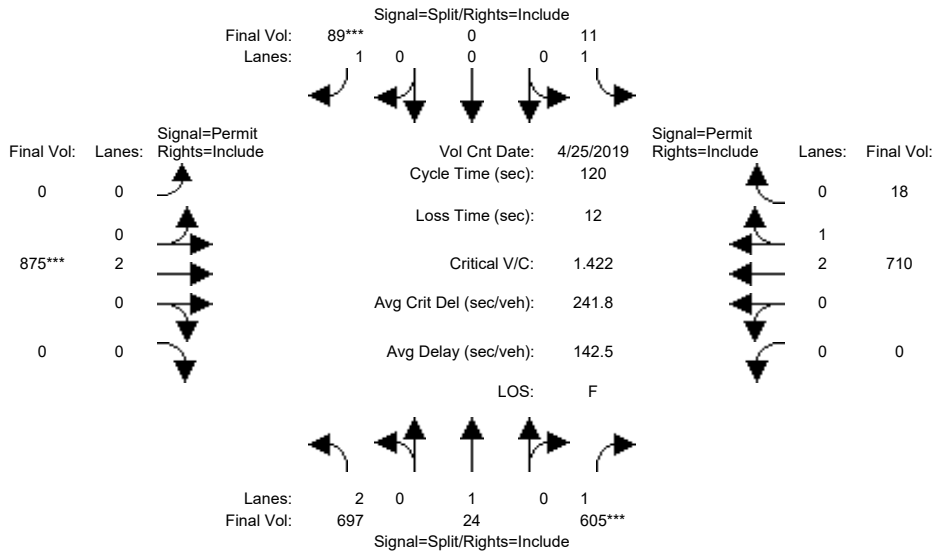 Signal=Split/Rights=Include
Final Vol: 89*** 0 11
Lanes: 1 0 0 0 1
Signal=Permit
Final Vol: Lanes: Rights=Include
Vol Cnt Date: 4/25/2019
Signal=Permit
Rights=Include Lanes: Final Vol:
Cycle Time (sec): 120
0 0
0 18
Loss Time (sec): 12
0
1
875*** 2
Critical V/C: 1.422
2 710
0
Avg Crit Del (sec/veh): 241.8
0
0 0
Avg Delay (sec/veh): 142.5
0 0
LOS: F
Lanes: 2 0 1 0 1
Final Vol: 697 24 605***
Signal=Split/Rights=Include